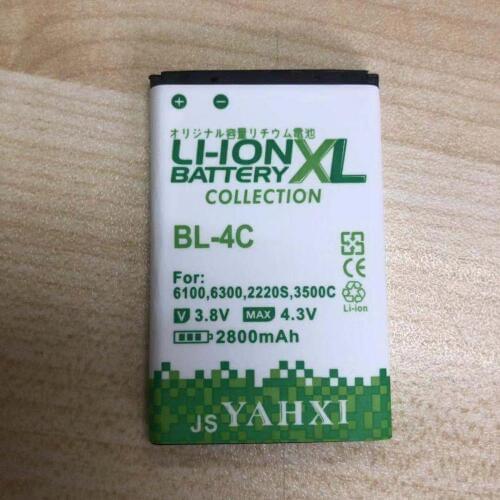 + -
オリジナル容量リチウム電池
LI-ION
BATTERY XL
COLLECTION
BL-4C
For:
6100,6300,2220S,3500C
V 3.8V MAX 4.3V
2800mAh
CE
Li-ion
JS YAHXI